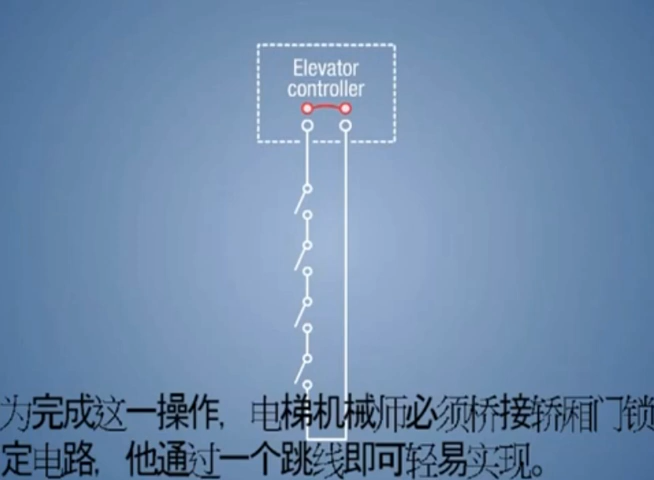 Elevator
controller
为完成这一操作，电梯机械师必须桥接轿厢门锁
定电路，他通过一个跳线即可轻易实现。